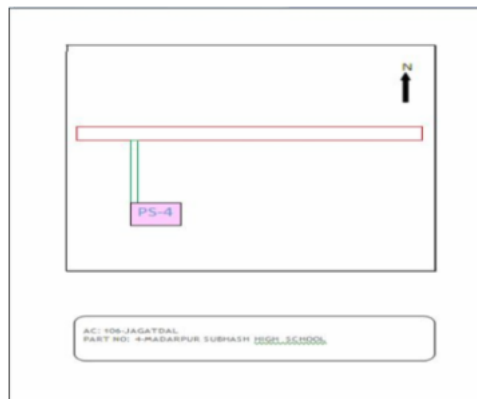 N
PS-4
AC: 106-JAGATDAL
PART NO: 4-MADARPUR SUBHASH HIGH SCHOOL